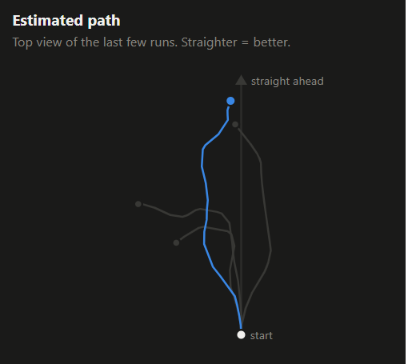 Estimated path
Top view of the last few runs. Straighter = better.
straight ahead
start